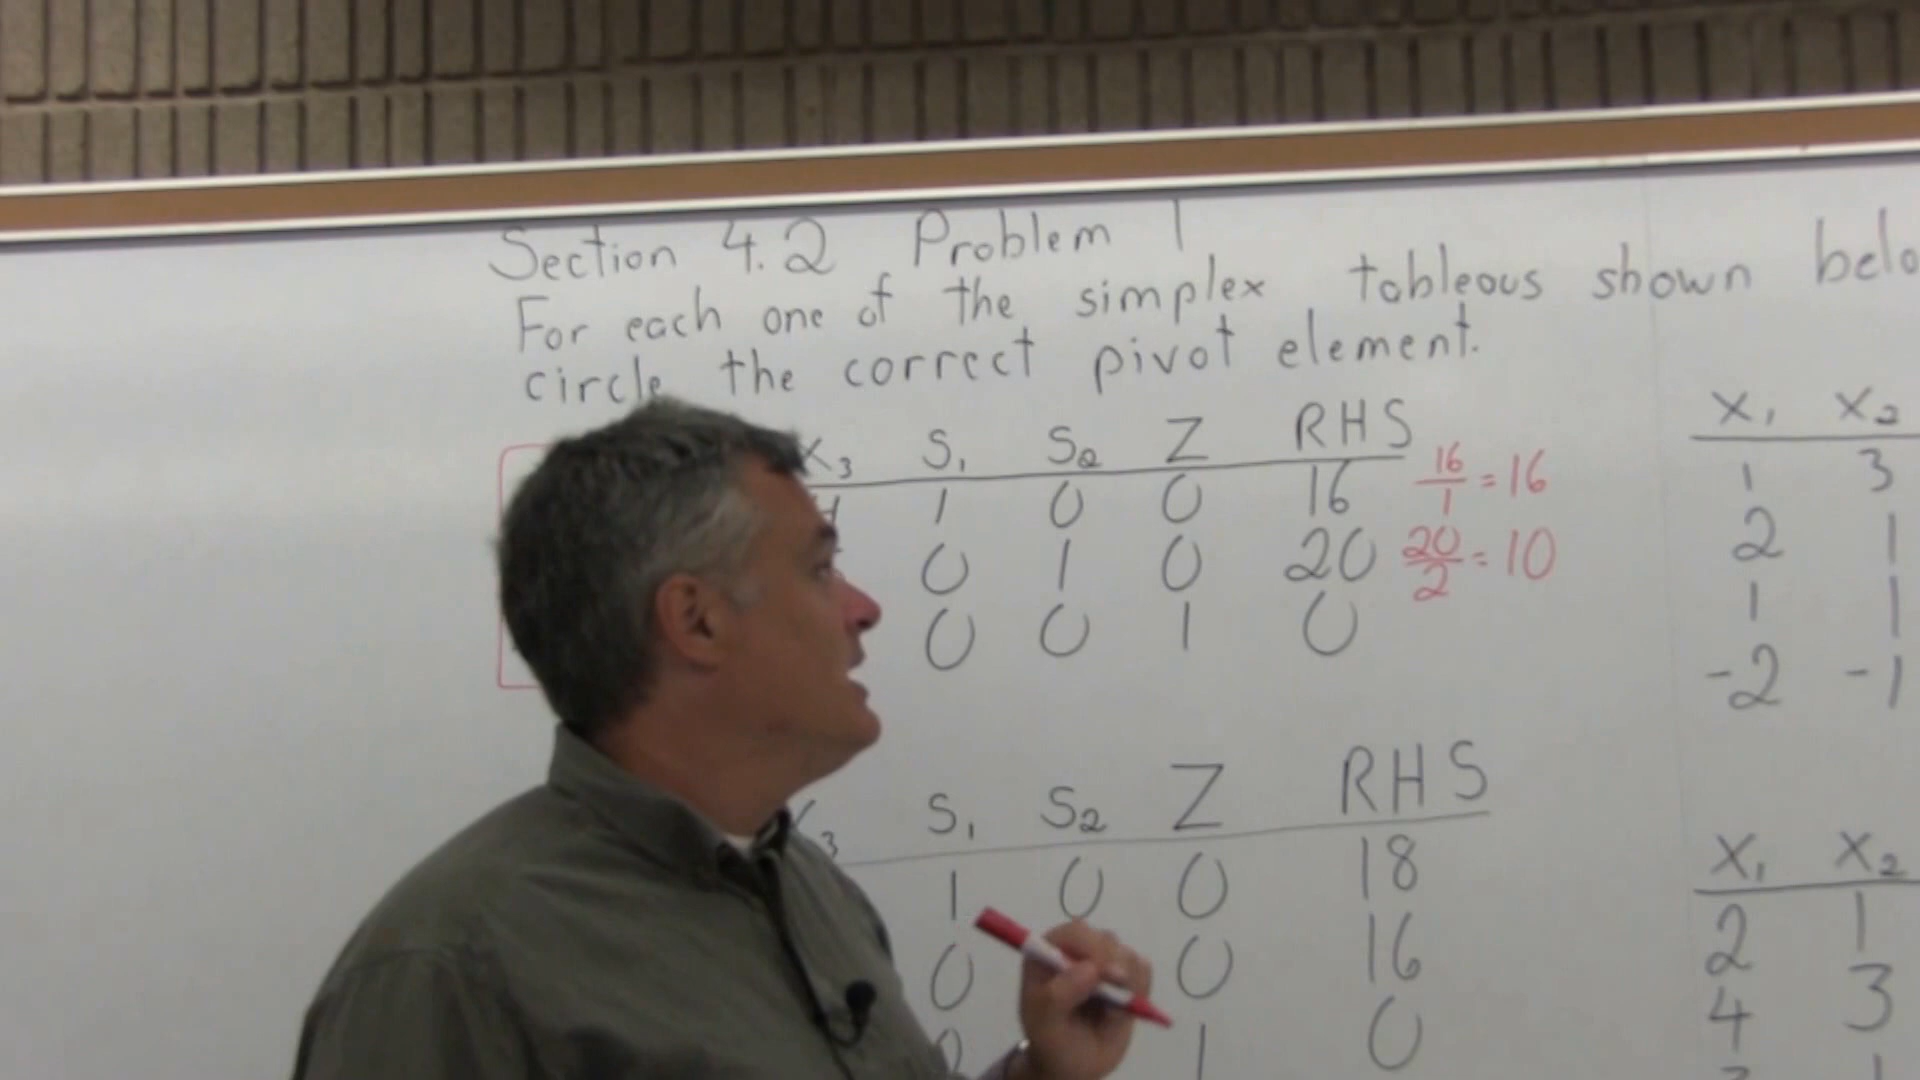 Section 4.2 Problem 1
For each one of the simplex tableous shown belo
circle the correct pivot element.
X₃ S₁ S₂ Z RHS
1 0 0 16 16/1 = 16
0 1 0 20 20/2 = 10
0 0 1 0
X₁ X₂
1 3
2 1
1 1
-2 -1
3 S₁ S₂ Z RHS
1 0 0 18
0 0 16
1 0
X₁ X₂
2 1
4 3